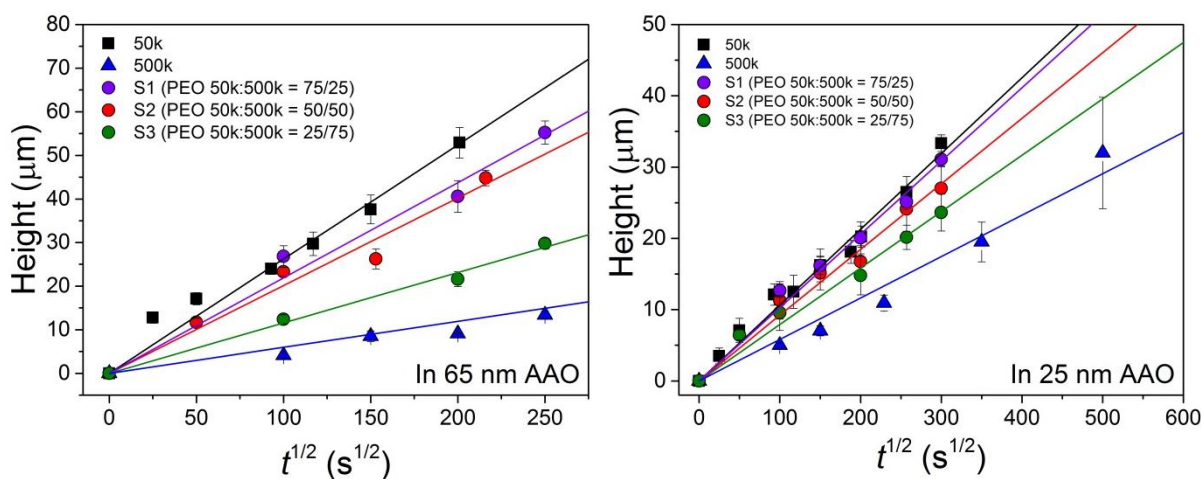 80
70
60
50
40
30
20
10
0
Height (μm)
50k
500k
S1 (PEO 50k:500k = 75/25)
S2 (PEO 50k:500k = 50/50)
S3 (PEO 50k:500k = 25/75)
In 65 nm AAO
0 50 100 150 200 250
t^1/2 (s^1/2)
50
40
30
20
10
0
Height (μm)
50k
500k
S1 (PEO 50k:500k = 75/25)
S2 (PEO 50k:500k = 50/50)
S3 (PEO 50k:500k = 25/75)
In 25 nm AAO
0 100 200 300 400 500 600
t^1/2 (s^1/2)